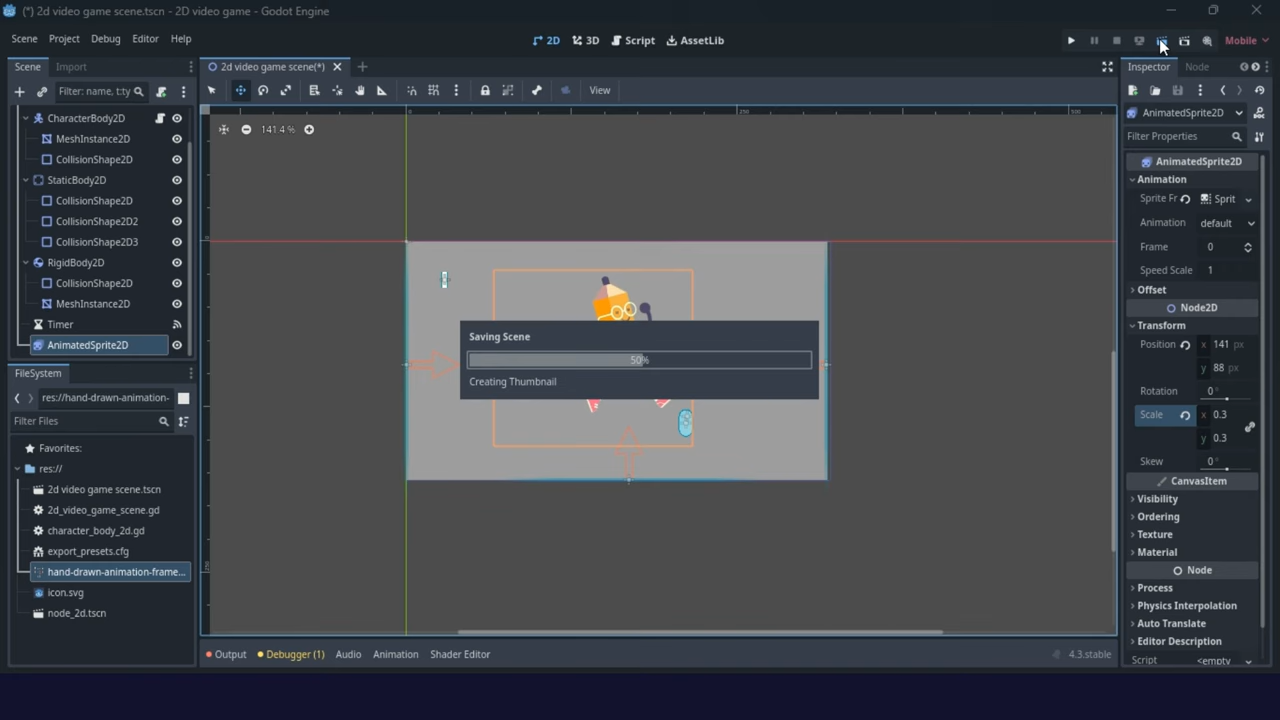 (*) 2d video game scene.tscn - 2D video game - Godot Engine
Scene Project Debug Editor Help
2D 3D Script AssetLib
Mobile
Scene Import
2d video game scene(*)
Inspector Node
Filter: name, t:ty
View
AnimatedSprite2D
Filter Properties
CharacterBody2D
MeshInstance2D
CollisionShape2D
StaticBody2D
CollisionShape2D
CollisionShape2D2
CollisionShape2D3
RigidBody2D
CollisionShape2D
MeshInstance2D
Timer
AnimatedSprite2D
FileSystem
res://hand-drawn-animation-
Filter Files
Favorites:
res://
2d video game scene.tscn
2d_video_game_scene.gd
character_body_2d.gd
export_presets.cfg
hand-drawn-animation-frame...
icon.svg
node_2d.tscn
0 250 500
141.4 %
Saving Scene
50%
Creating Thumbnail
Output Debugger (1) Audio Animation Shader Editor
4.3.stable
AnimatedSprite2D
Animation
Sprite Fr Sprit
Animation default
Frame 0
Speed Scale 1
Offset
Node2D
Transform
Position x 141 px
y 88 px
Rotation 0°
Scale x 0.3
y 0.3
Skew 0°
CanvasItem
Visibility
Ordering
Texture
Material
Node
Process
Physics Interpolation
Auto Translate
Editor Description
Script <empty